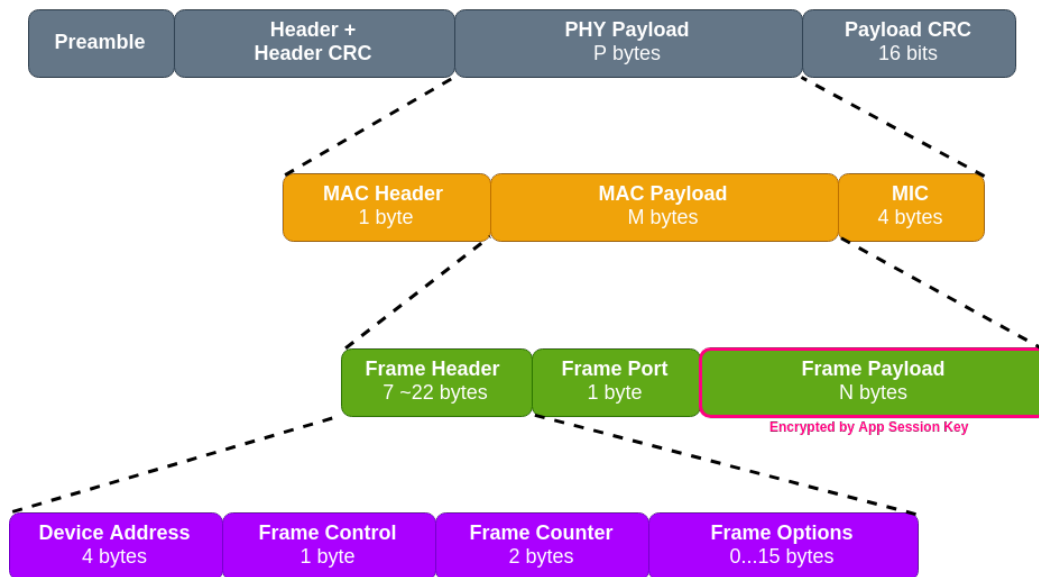 Preamble
Header +
Header CRC
PHY Payload
P bytes
Payload CRC
16 bits
MAC Header
1 byte
MAC Payload
M bytes
MIC
4 bytes
Frame Header
7 ~22 bytes
Frame Port
1 byte
Frame Payload
N bytes
Encrypted by App Session Key
Device Address
4 bytes
Frame Control
1 byte
Frame Counter
2 bytes
Frame Options
0...15 bytes